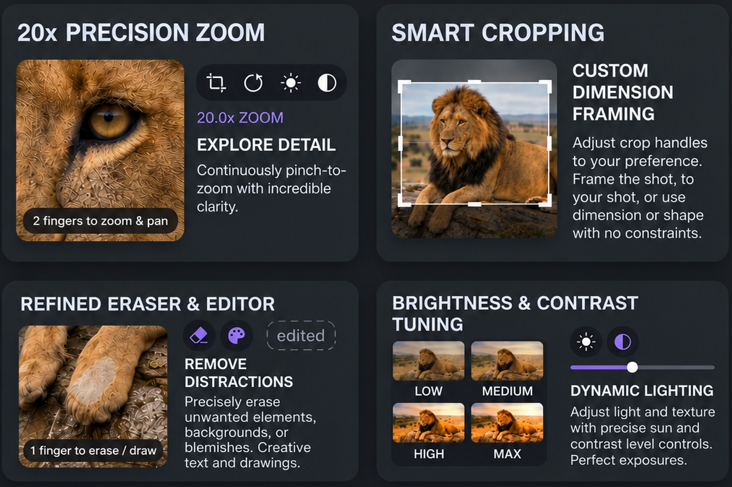 20x PRECISION ZOOM
20.0x ZOOM
EXPLORE DETAIL
Continuously pinch-to-
zoom with incredible
clarity.
2 fingers to zoom & pan
SMART CROPPING
CUSTOM
DIMENSION
FRAMING
Adjust crop handles
to your preference.
Frame the shot, to
your shot, or use
dimension or shape
with no constraints.
REFINED ERASER & EDITOR
edited
REMOVE
DISTRACTIONS
Precisely erase
unwanted elements,
backgrounds, or
blemishes. Creative
text and drawings.
1 finger to erase / draw
BRIGHTNESS & CONTRAST
TUNING
LOW
MEDIUM
HIGH
MAX
DYNAMIC LIGHTING
Adjust light and texture
with precise sun and
contrast level controls.
Perfect exposures.